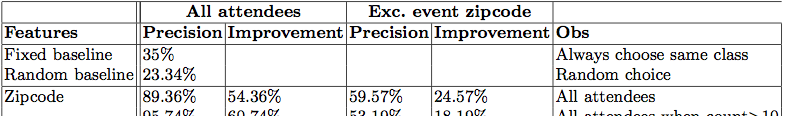 All attendees Exc. event zipcode
Features Precision Improvement Precision Improvement Obs
Fixed baseline 35% Always choose same class
Random baseline 23.34% Random choice
Zipcode 89.36% 54.36% 59.57% 24.57% All attendees
95.74% 60.74% 53.19% 18.19% All attendees when count>10